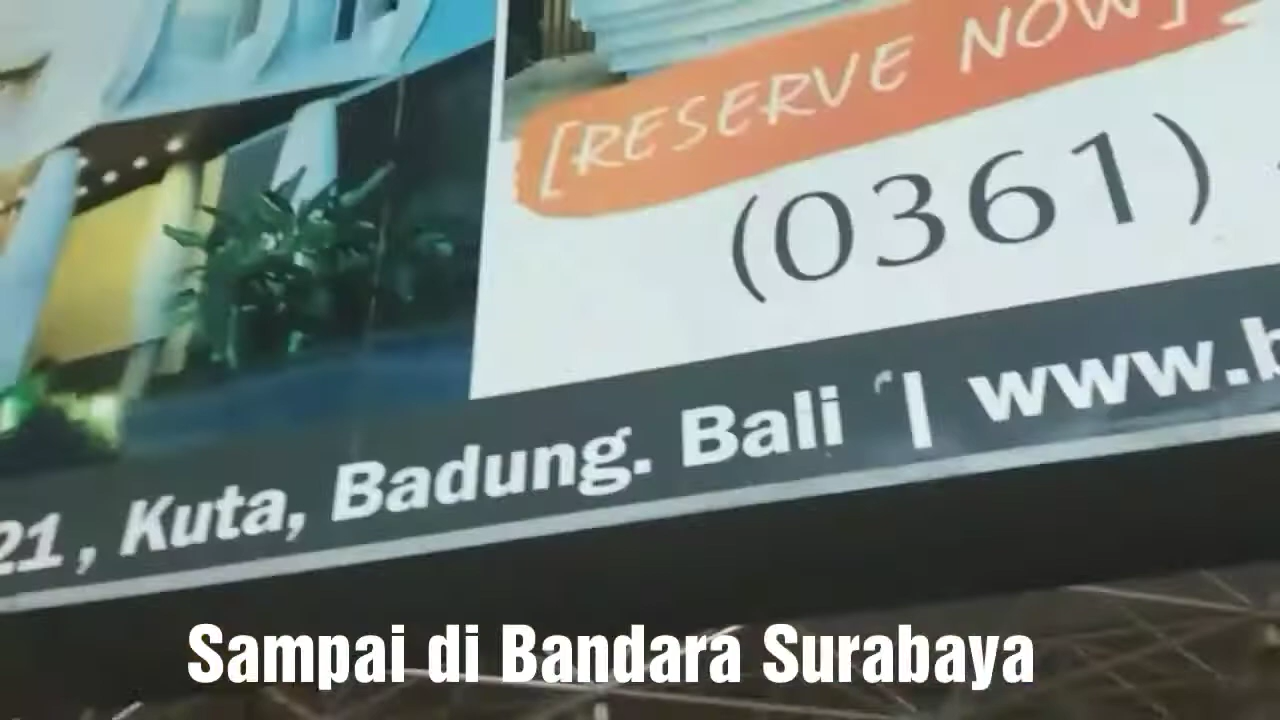 [RESERVE NOW]
(0361)
21, Kuta, Badung. Bali | www.b
Sampai di Bandara Surabaya